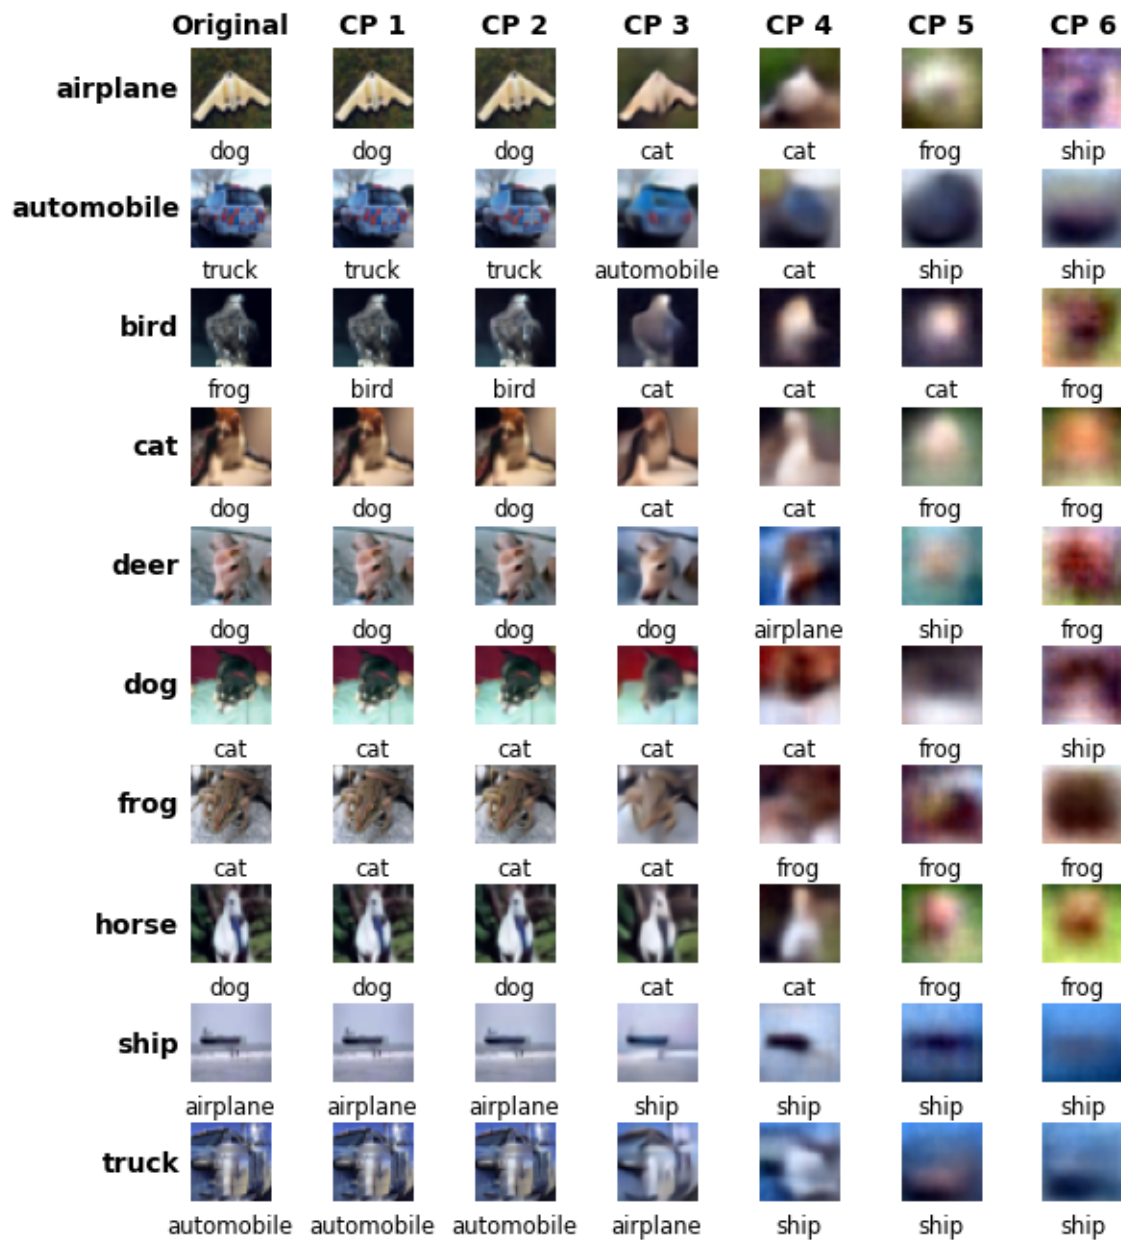 Original CP 1 CP 2 CP 3 CP 4 CP 5 CP 6
airplane
dog dog dog cat cat frog ship
automobile
truck truck truck automobile cat ship ship
bird
frog bird bird cat cat cat frog
cat
dog dog dog cat cat frog frog
deer
dog dog dog dog airplane ship frog
dog
cat cat cat cat cat frog ship
frog
cat cat cat cat frog frog frog
horse
dog dog dog cat cat frog frog
ship
airplane airplane airplane ship ship ship ship
truck
automobile automobile automobile airplane ship ship ship